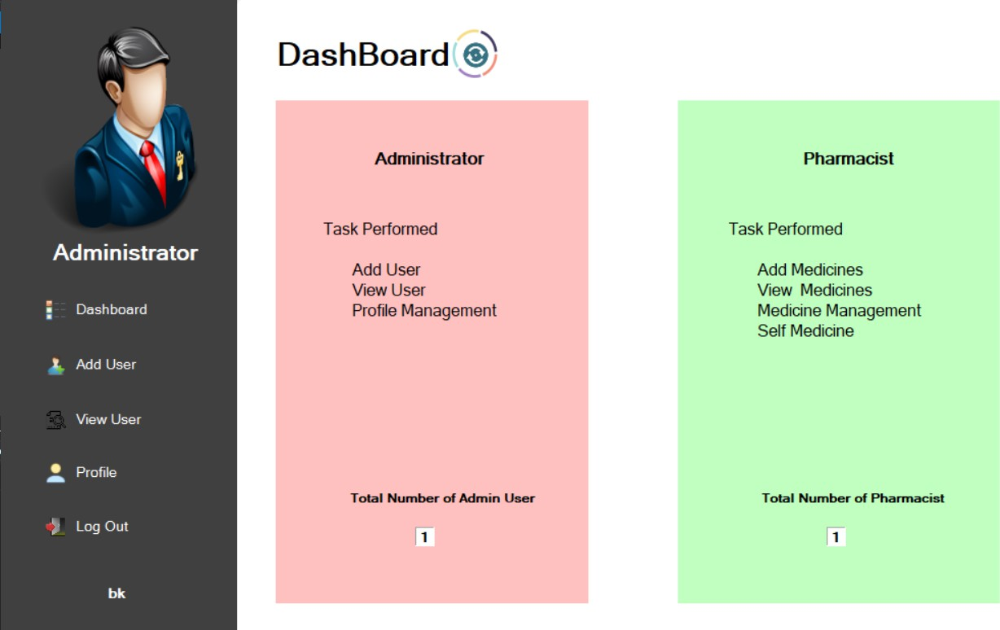 Administrator
Dashboard
Add User
View User
Profile
Log Out
bk
DashBoard
Administrator
Task Performed
Add User
View User
Profile Management
Total Number of Admin User
1
Pharmacist
Task Performed
Add Medicines
View  Medicines
Medicine Management
Self Medicine
Total Number of Pharmacist
1